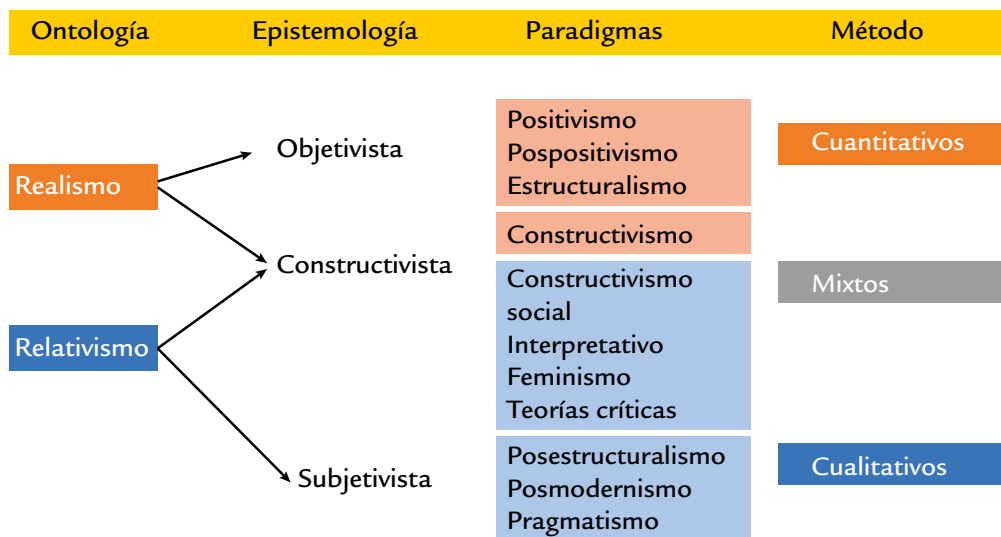 Ontología Epistemología Paradigmas Método
Realismo
Relativismo
Objetivista
Constructivista
Subjetivista
Positivismo
Pospositivismo
Estructuralismo
Constructivismo
Constructivismo
social
Interpretativo
Feminismo
Teorías críticas
Posestructuralismo
Posmodernismo
Pragmatismo
Cuantitativos
Mixtos
Cualitativos